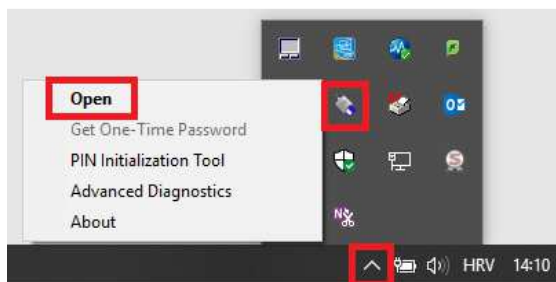 Open
Get One-Time Password
PIN Initialization Tool
Advanced Diagnostics
About
HRV 14:10